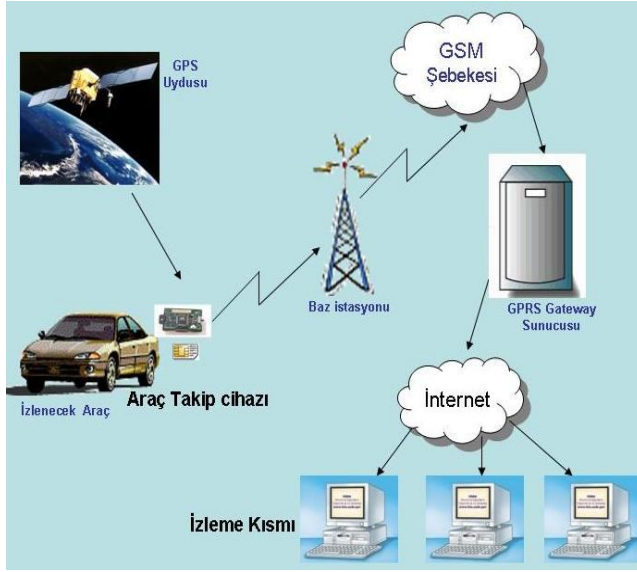 GPS
Uydusu
GSM
Şebekesi
Baz istasyonu
GPRS Gateway
Sunucusu
İzlenecek Araç
Araç Takip cihazı
İnternet
İzleme Kısmı